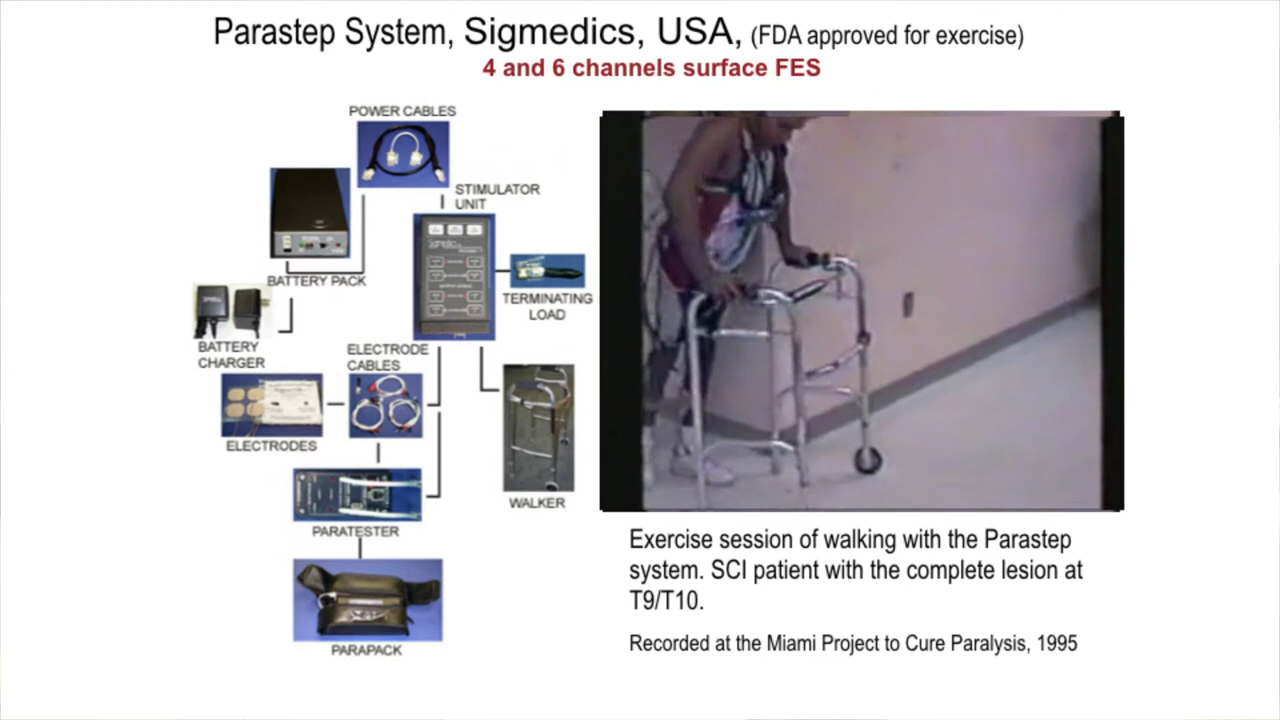 Parastep System, Sigmedics, USA, (FDA approved for exercise)
4 and 6 channels surface FES
POWER CABLES
STIMULATOR
UNIT
BATTERY PACK
TERMINATING
LOAD
BATTERY
CHARGER
ELECTRODE
CABLES
ELECTRODES
WALKER
PARATESTER
PARAPACK
Exercise session of walking with the Parastep
system. SCI patient with the complete lesion at
T9/T10.
Recorded at the Miami Project to Cure Paralysis, 1995